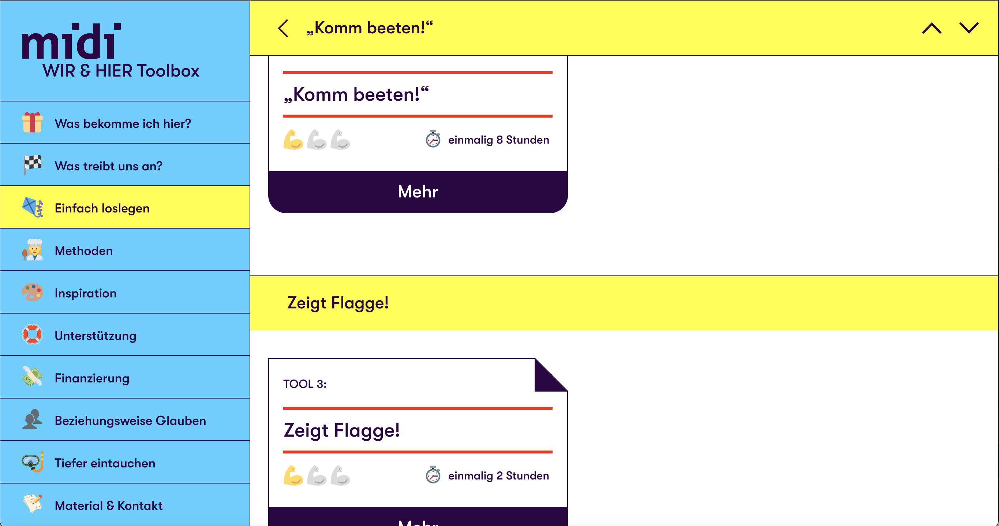 midi
WIR & HIER Toolbox
Was bekomme ich hier?
Was treibt uns an?
Einfach loslegen
Methoden
Inspiration
Unterstützung
Finanzierung
Beziehungsweise Glauben
Tiefer eintauchen
Material & Kontakt
„Komm beeten!“
„Komm beeten!“
einmalig 8 Stunden
Mehr
Zeigt Flagge!
TOOL 3:
Zeigt Flagge!
einmalig 2 Stunden
Mehr